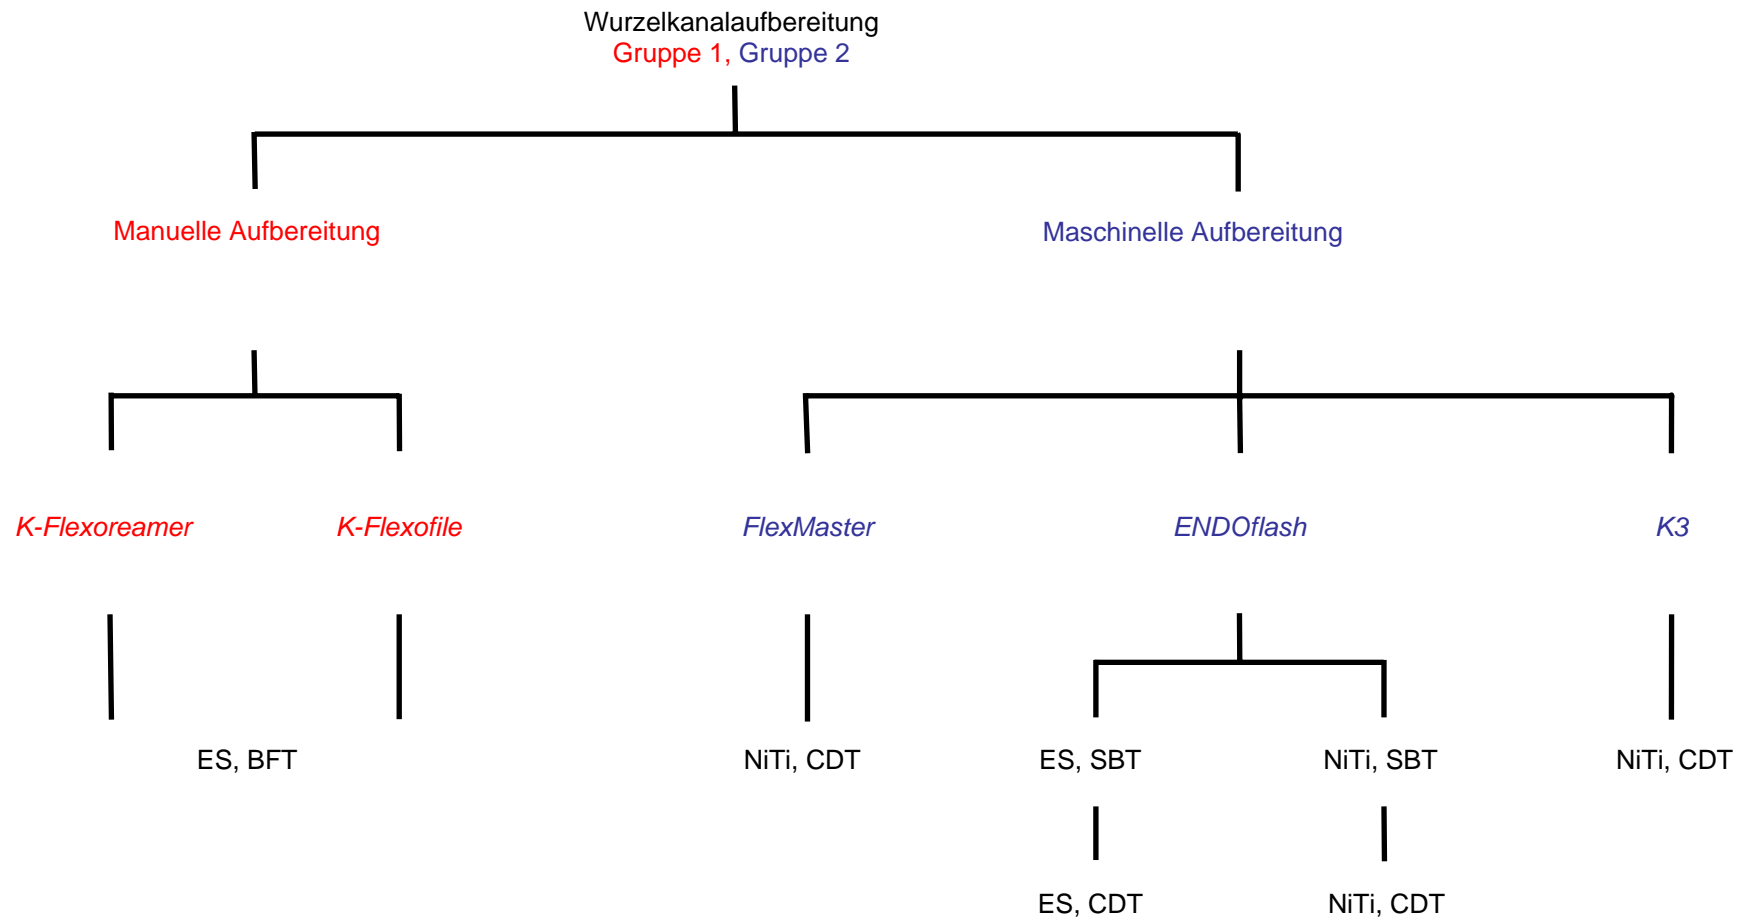 Wurzelkanalaufbereitung
Gruppe 1, Gruppe 2
Manuelle Aufbereitung
Maschinelle Aufbereitung
K-Flexoreamer
K-Flexofile
FlexMaster
ENDOflash
K3
ES, BFT
NiTi, CDT
ES, SBT
NiTi, SBT
NiTi, CDT
ES, CDT
NiTi, CDT